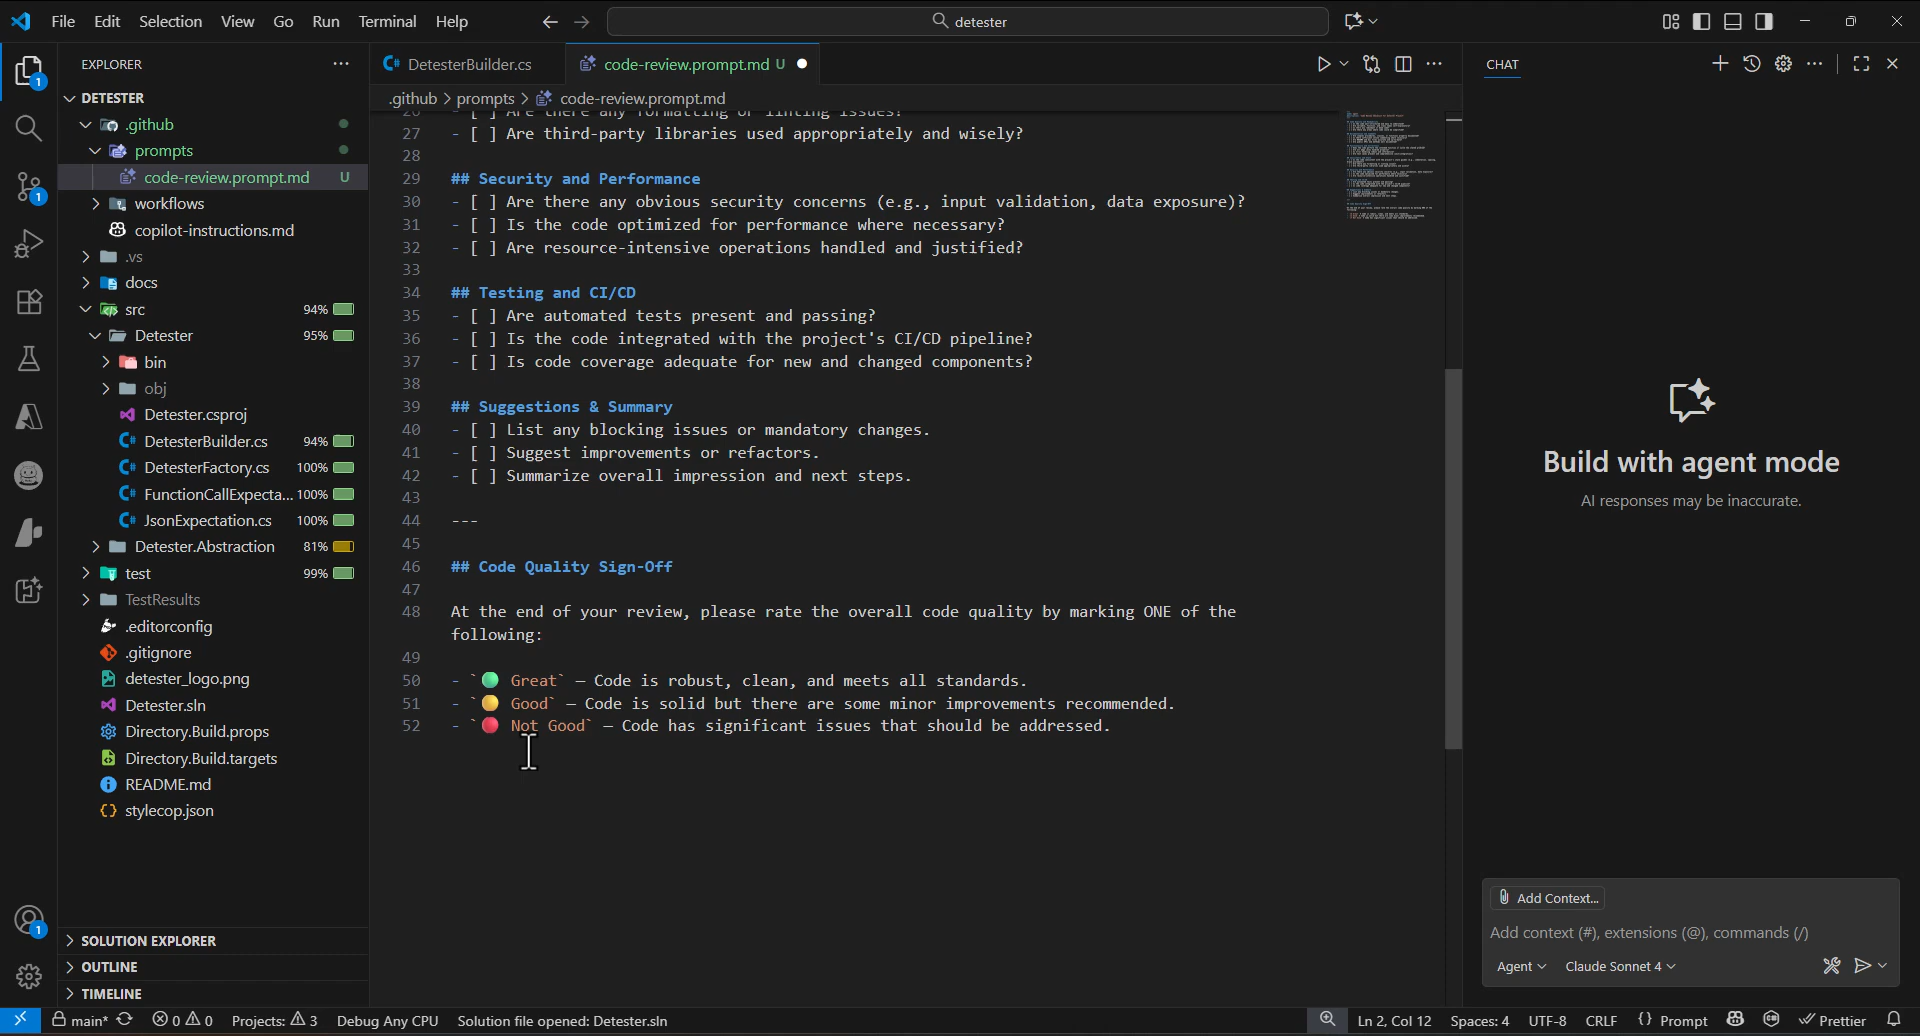 File Edit Selection View Go Run Terminal Help
detester
EXPLORER
DETESTER
.github
prompts
code-review.prompt.md U
workflows
copilot-instructions.md
.vs
docs
src 94%
Detester 95%
bin
obj
Detester.csproj
DetesterBuilder.cs 94%
DetesterFactory.cs 100%
FunctionCallExpecta... 100%
JsonExpectation.cs 100%
Detester.Abstraction 81%
test 99%
TestResults
.editorconfig
.gitignore
detester_logo.png
Detester.sln
Directory.Build.props
Directory.Build.targets
README.md
stylecop.json
SOLUTION EXPLORER
OUTLINE
TIMELINE
1
1
1
DetesterBuilder.cs
code-review.prompt.md U
.github > prompts > code-review.prompt.md
26 - [ ] Are there any formatting or linting issues?
27 - [ ] Are third-party libraries used appropriately and wisely?
28
29 ## Security and Performance
30 - [ ] Are there any obvious security concerns (e.g., input validation, data exposure)?
31 - [ ] Is the code optimized for performance where necessary?
32 - [ ] Are resource-intensive operations handled and justified?
33
34 ## Testing and CI/CD
35 - [ ] Are automated tests present and passing?
36 - [ ] Is the code integrated with the project's CI/CD pipeline?
37 - [ ] Is code coverage adequate for new and changed components?
38
39 ## Suggestions & Summary
40 - [ ] List any blocking issues or mandatory changes.
41 - [ ] Suggest improvements or refactors.
42 - [ ] Summarize overall impression and next steps.
43
44 ---
45
46 ## Code Quality Sign-Off
47
48 At the end of your review, please rate the overall code quality by marking ONE of the
following:
49
50 - `🟢 Great` — Code is robust, clean, and meets all standards.
51 - `🟡 Good` — Code is solid but there are some minor improvements recommended.
52 - `🔴 Not Good` — Code has significant issues that should be addressed.
CHAT
Build with agent mode
AI responses may be inaccurate.
Add Context...
Add context (#), extensions (@), commands (/)
Agent Claude Sonnet 4
main* 0 0 Projects: 3 Debug Any CPU Solution file opened: Detester.sln
Ln 2, Col 12 Spaces: 4 UTF-8 CRLF {} Prompt Prettier